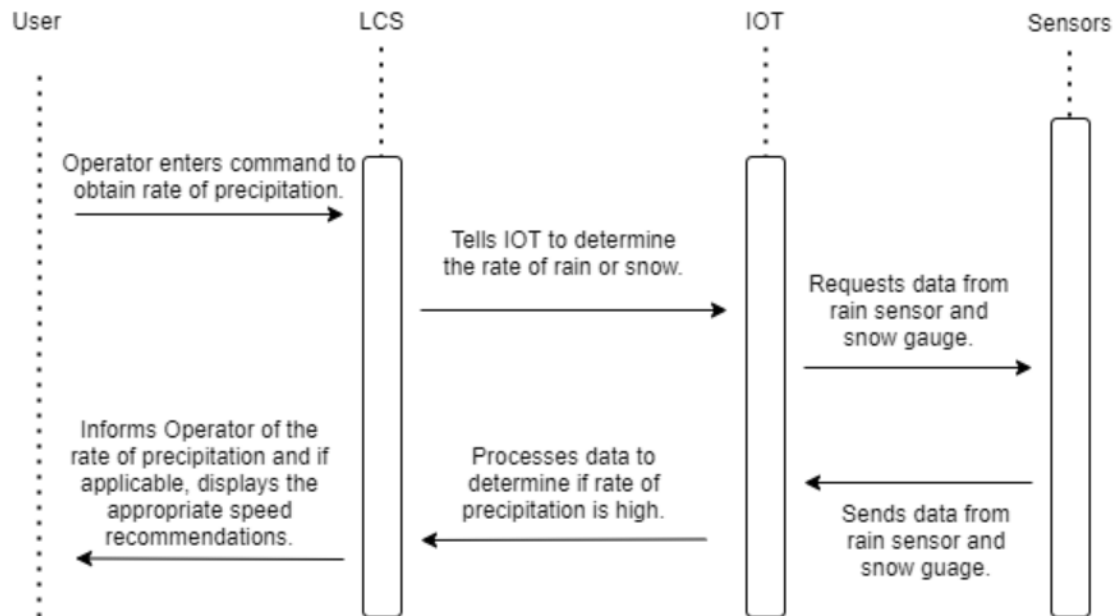 User
LCS
IOT
Sensors
Operator enters command to
obtain rate of precipitation.
Tells IOT to determine
the rate of rain or snow.
Requests data from
rain sensor and
snow gauge.
Informs Operator of the
rate of precipitation and if
applicable, displays the
appropriate speed
recommendations.
Processes data to
determine if rate of
precipitation is high.
Sends data from
rain sensor and
snow guage.